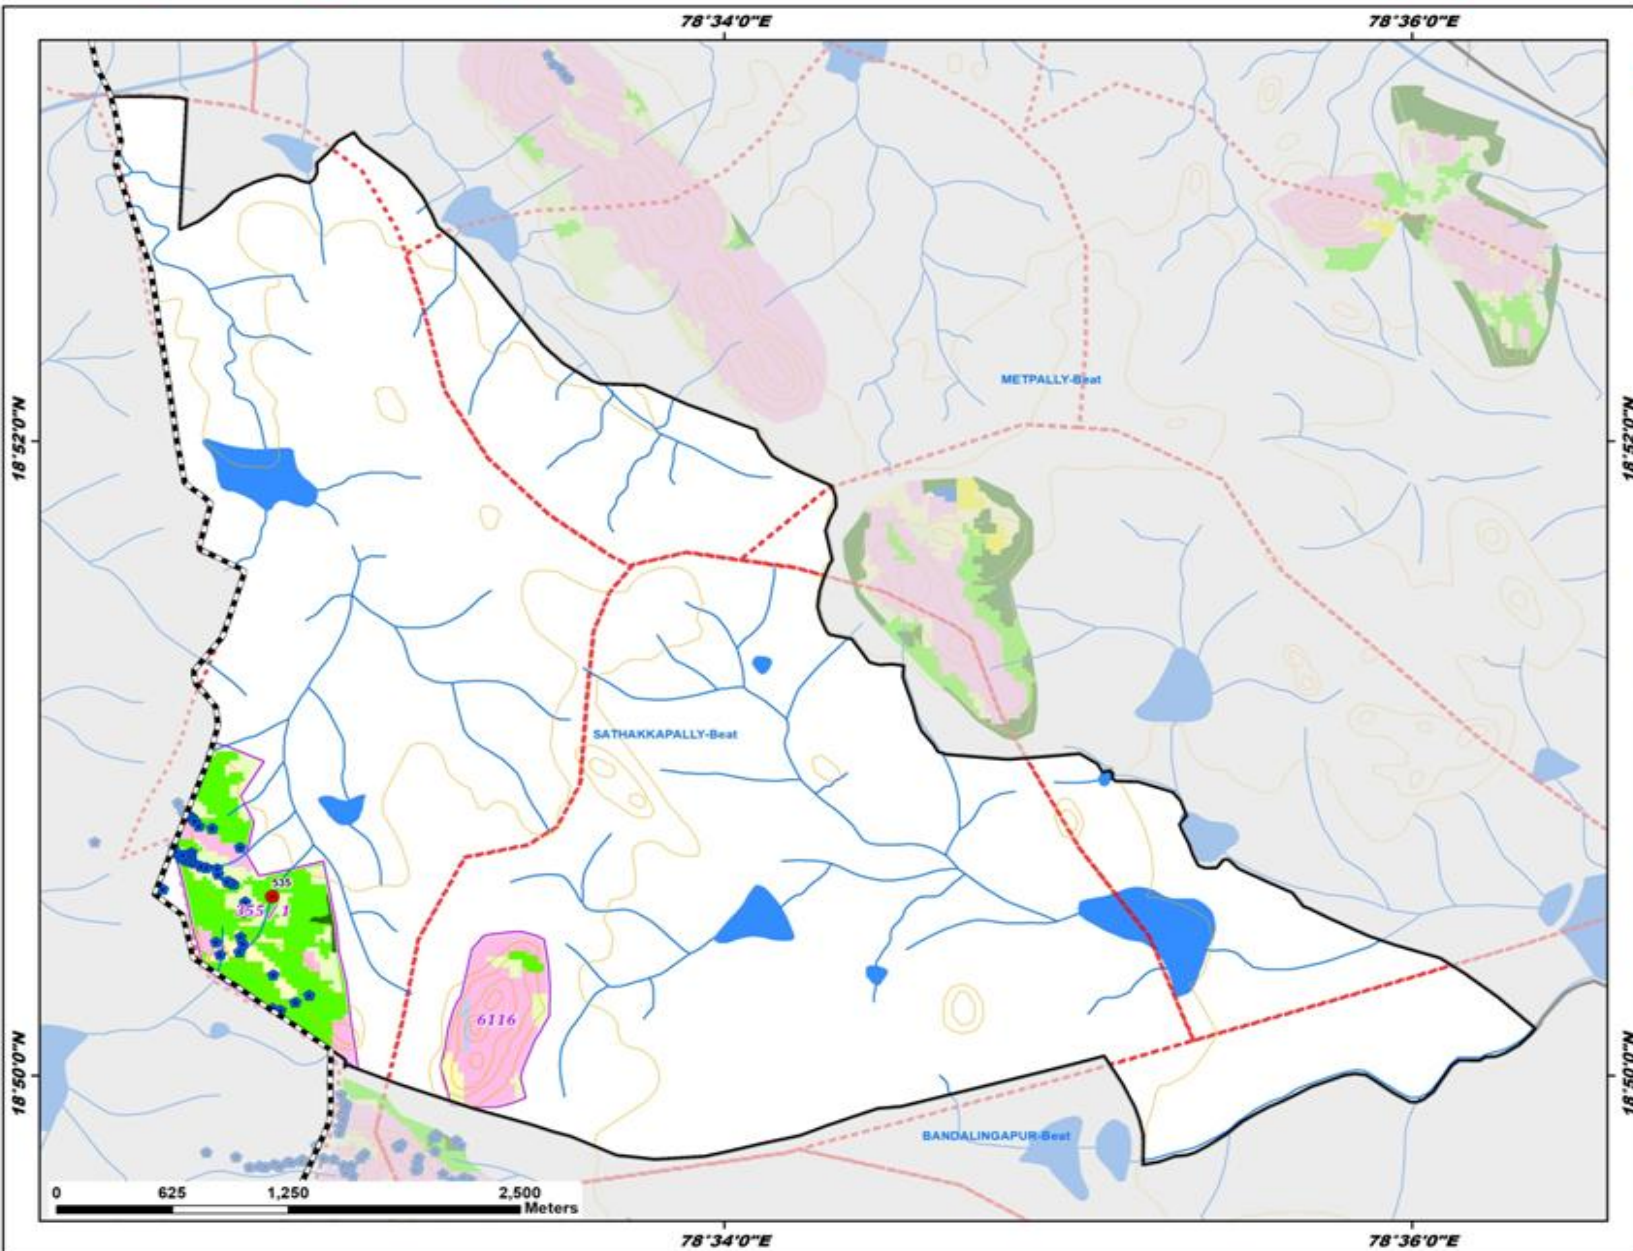 78°34'0"E
78°36'0"E
METPALLY-Beat
18°52'0"N
18°52'0"N
SATHAKKAPALLY-Beat
535
355/1
6116
18°50'0"N
18°50'0"N
BANDALINGAPUR-Beat
0 625 1,250 2,500
Meters
78°34'0"E
78°36'0"E